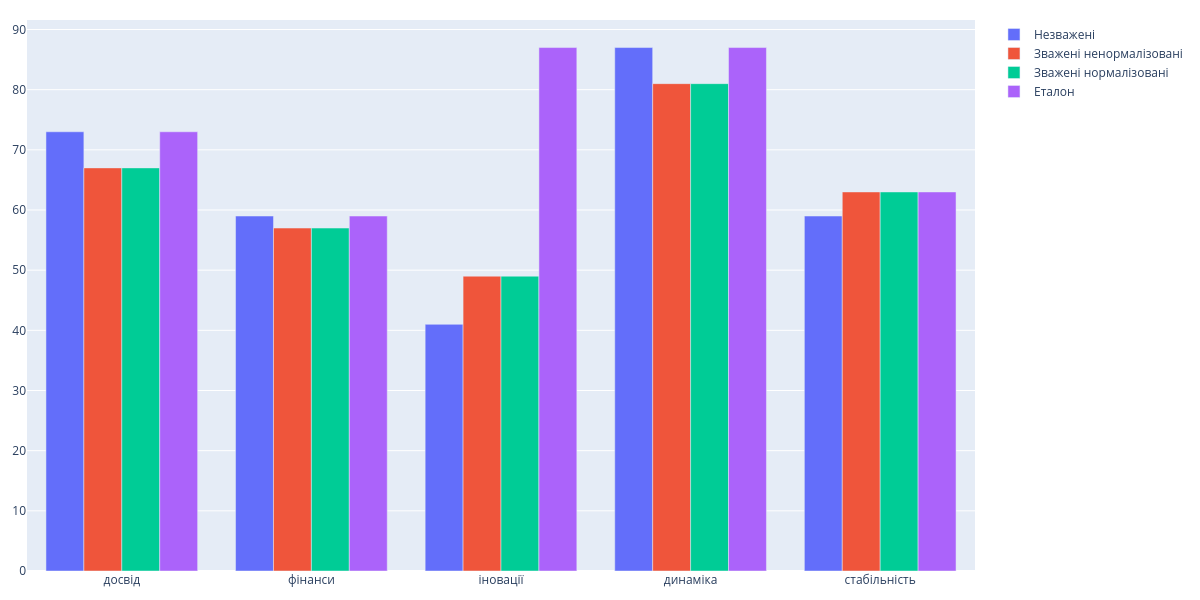 90
80
70
60
50
40
30
20
10
0
досвід
фінанси
іновації
динаміка
стабільність
Незважені
Зважені ненормалізовані
Зважені нормалізовані
Еталон